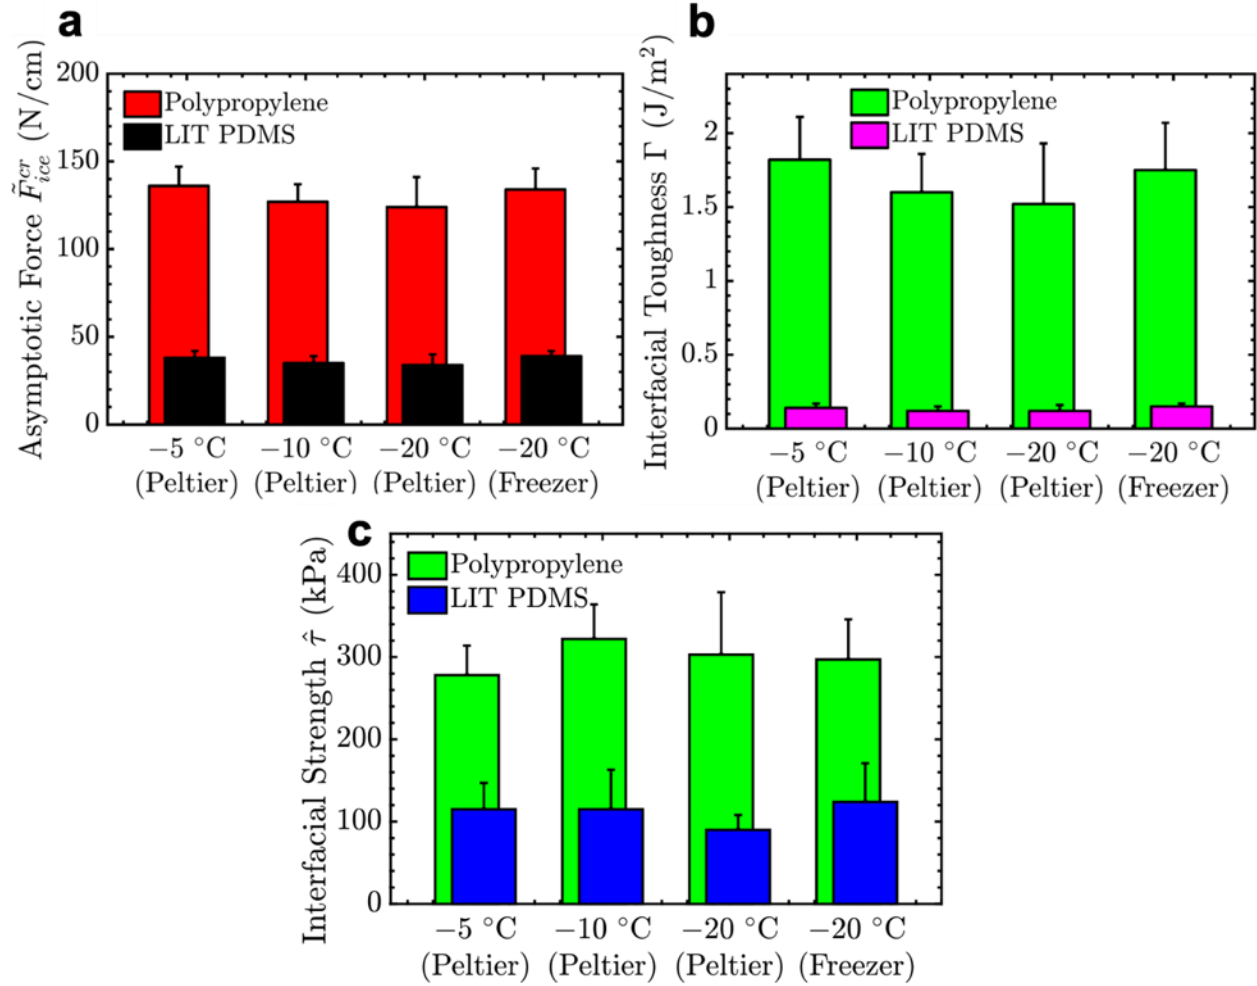 a
Asymptotic Force F̃ᶜʳᵢ꜀ₑ (N/cm)
200
150
100
50
0
Polypropylene
LIT PDMS
−5 °C −10 °C −20 °C −20 °C
(Peltier) (Peltier) (Peltier) (Freezer)
b
Interfacial Toughness Γ (J/m²)
2
1.5
1
0.5
0
Polypropylene
LIT PDMS
−5 °C −10 °C −20 °C −20 °C
(Peltier) (Peltier) (Peltier) (Freezer)
c
Interfacial Strength τ̂ (kPa)
400
300
200
100
0
Polypropylene
LIT PDMS
−5 °C −10 °C −20 °C −20 °C
(Peltier) (Peltier) (Peltier) (Freezer)